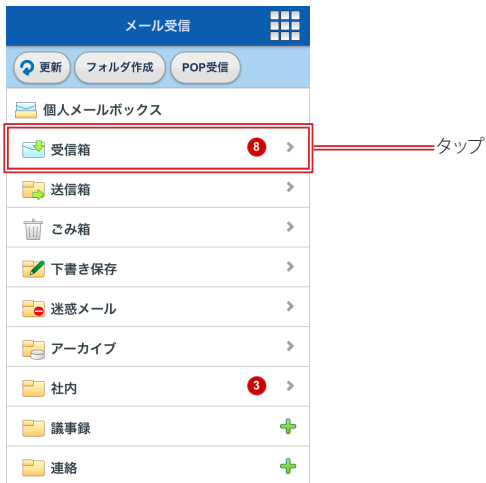 メール受信
更新 フォルダ作成 POP受信
個人メールボックス
受信箱 8
タップ
送信箱
ごみ箱
下書き保存
迷惑メール
アーカイブ
社内 3
議事録
連絡